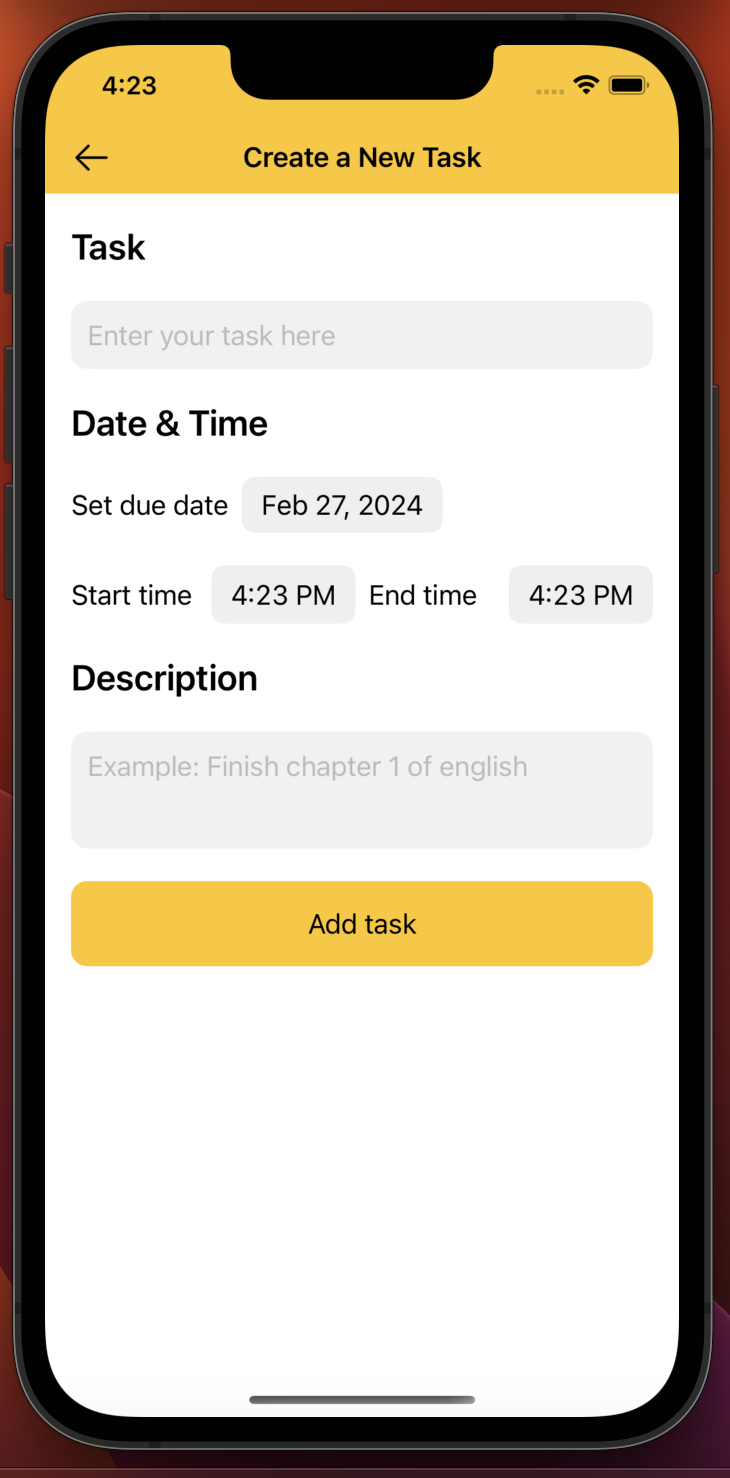 4:23
Create a New Task
Task
Enter your task here
Date & Time
Set due date Feb 27, 2024
Start time 4:23 PM End time 4:23 PM
Description
Example: Finish chapter 1 of english
Add task